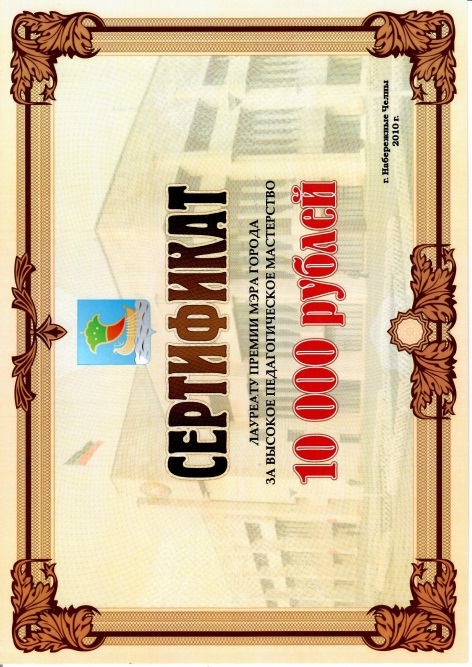 СЕРТИФИКАТ
ЛАУРЕАТУ ПРЕМИИ МЭРА ГОРОДА
ЗА ВЫСОКОЕ ПЕДАГОГИЧЕСКОЕ МАСТЕРСТВО
10 000 рублей
г. Набережные Челны
2010 г.